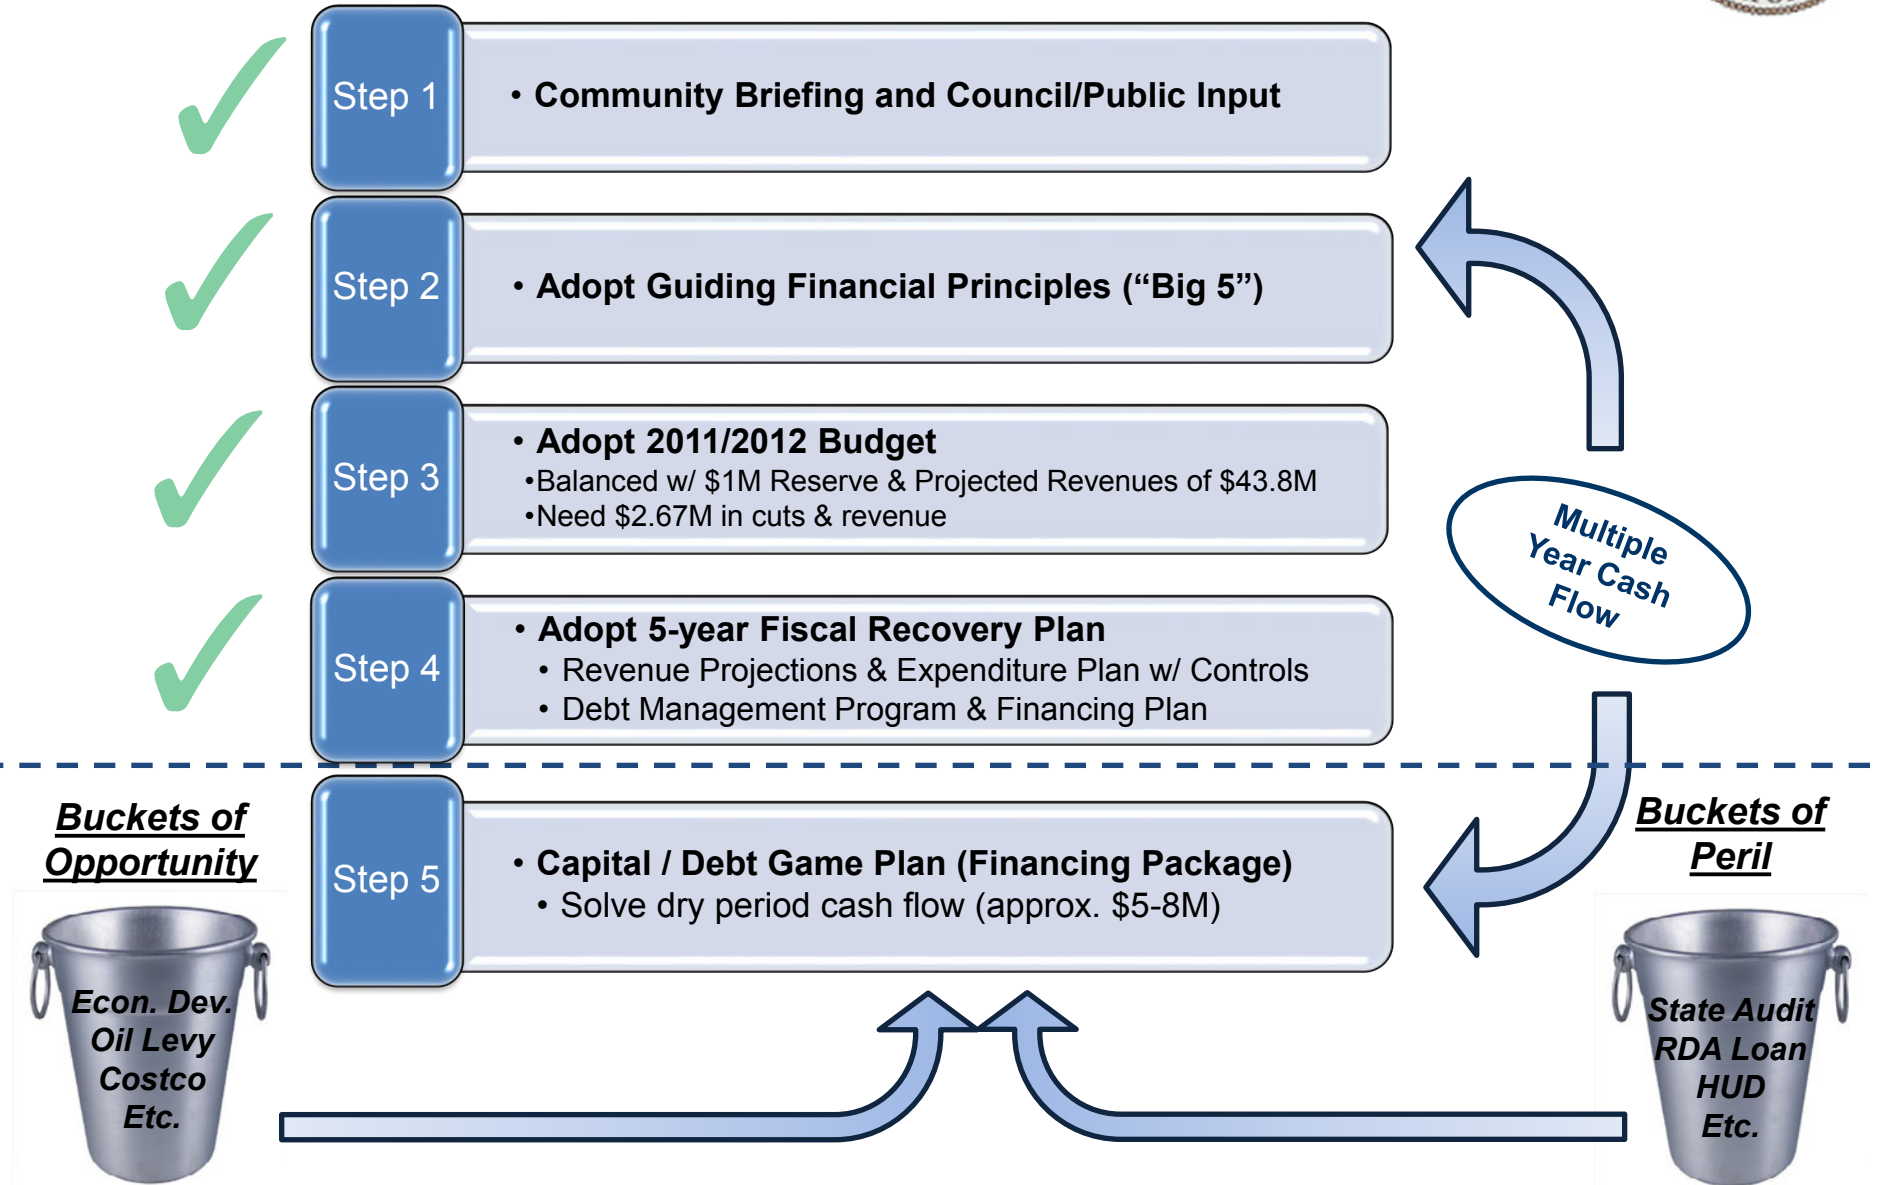 Step 1
• Community Briefing and Council/Public Input
Step 2
• Adopt Guiding Financial Principles (“Big 5”)
Step 3
• Adopt 2011/2012 Budget
•Balanced w/ $1M Reserve & Projected Revenues of $43.8M
•Need $2.67M in cuts & revenue
Multiple
Year Cash
Flow
Step 4
• Adopt 5-year Fiscal Recovery Plan
• Revenue Projections & Expenditure Plan w/ Controls
• Debt Management Program & Financing Plan
Buckets of
Opportunity
Econ. Dev.
Oil Levy
Costco
Etc.
Step 5
• Capital / Debt Game Plan (Financing Package)
• Solve dry period cash flow (approx. $5-8M)
Buckets of
Peril
State Audit
RDA Loan
HUD
Etc.